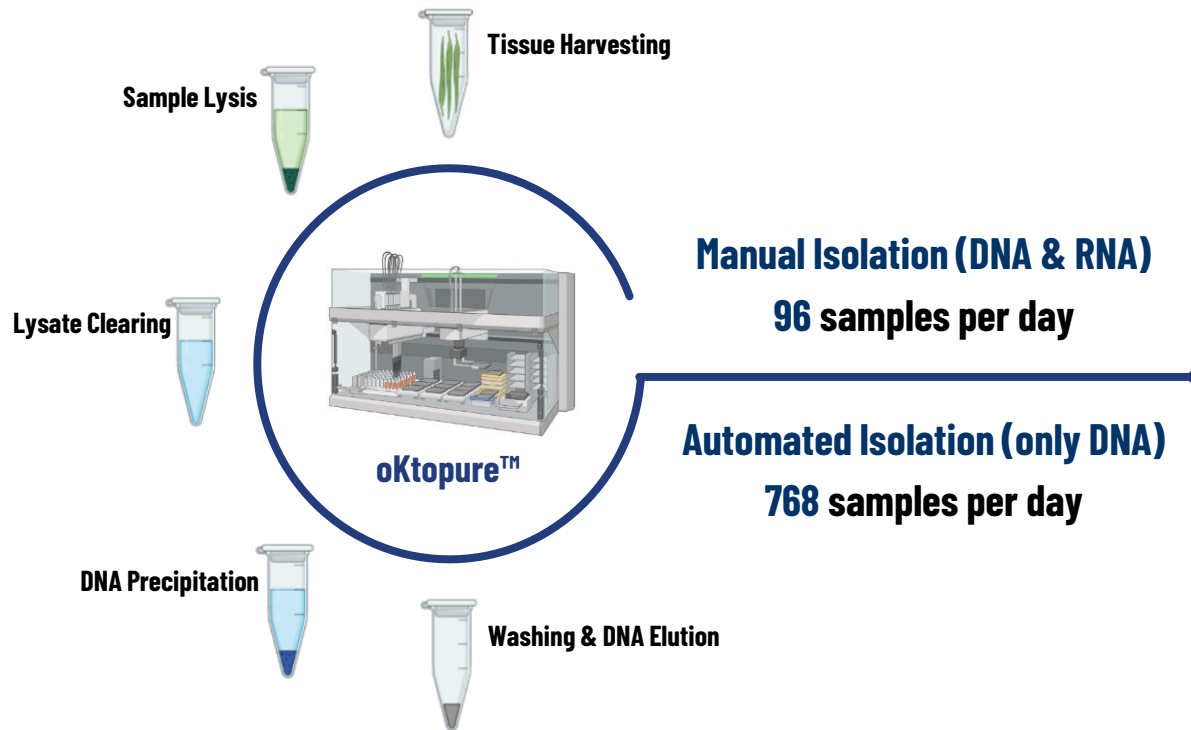 Tissue Harvesting
Sample Lysis
Lysate Clearing
DNA Precipitation
Washing & DNA Elution
oKtopure™
Manual Isolation (DNA & RNA)
96 samples per day
Automated Isolation (only DNA)
768 samples per day